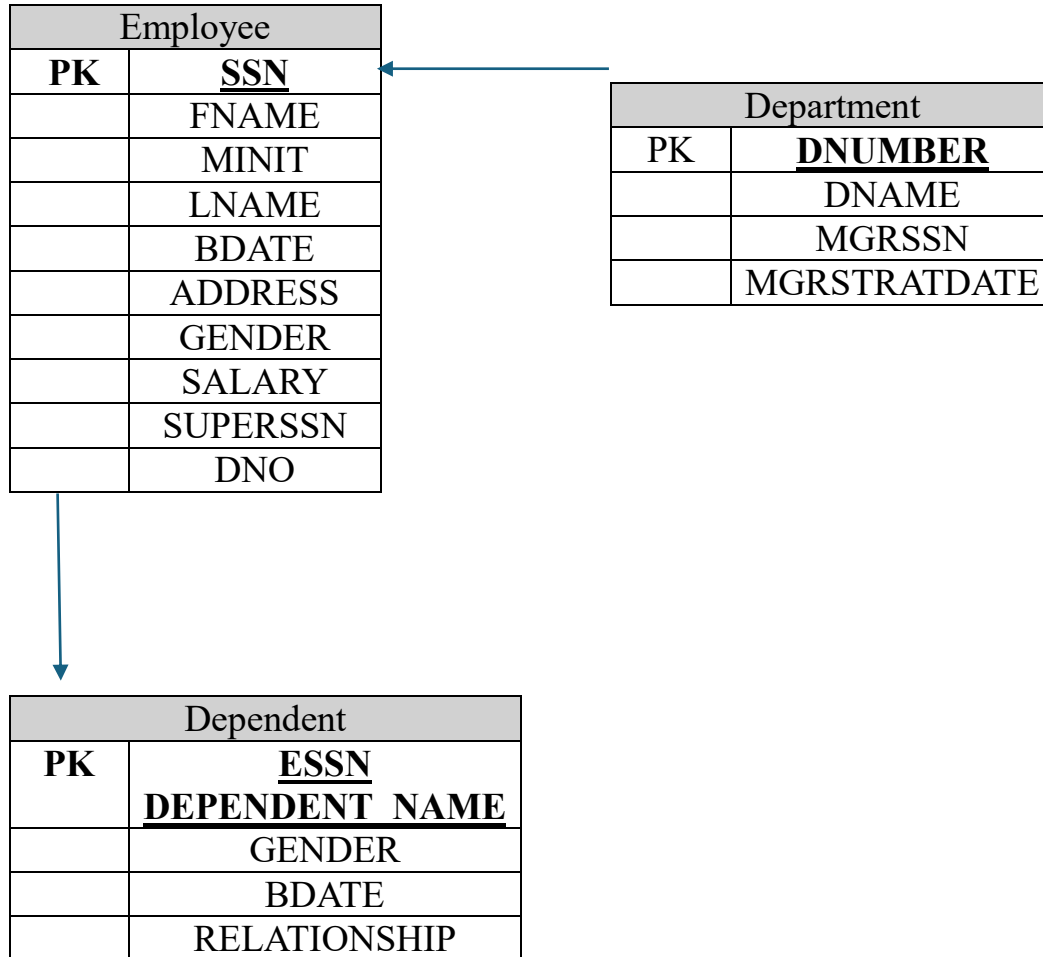 Employee
PK SSN
FNAME
MINIT
LNAME
BDATE
ADDRESS
GENDER
SALARY
SUPERSSN
DNO
Department
PK DNUMBER
DNAME
MGRSSN
MGRSTRATDATE
Dependent
PK ESSN
DEPENDENT_NAME
GENDER
BDATE
RELATIONSHIP